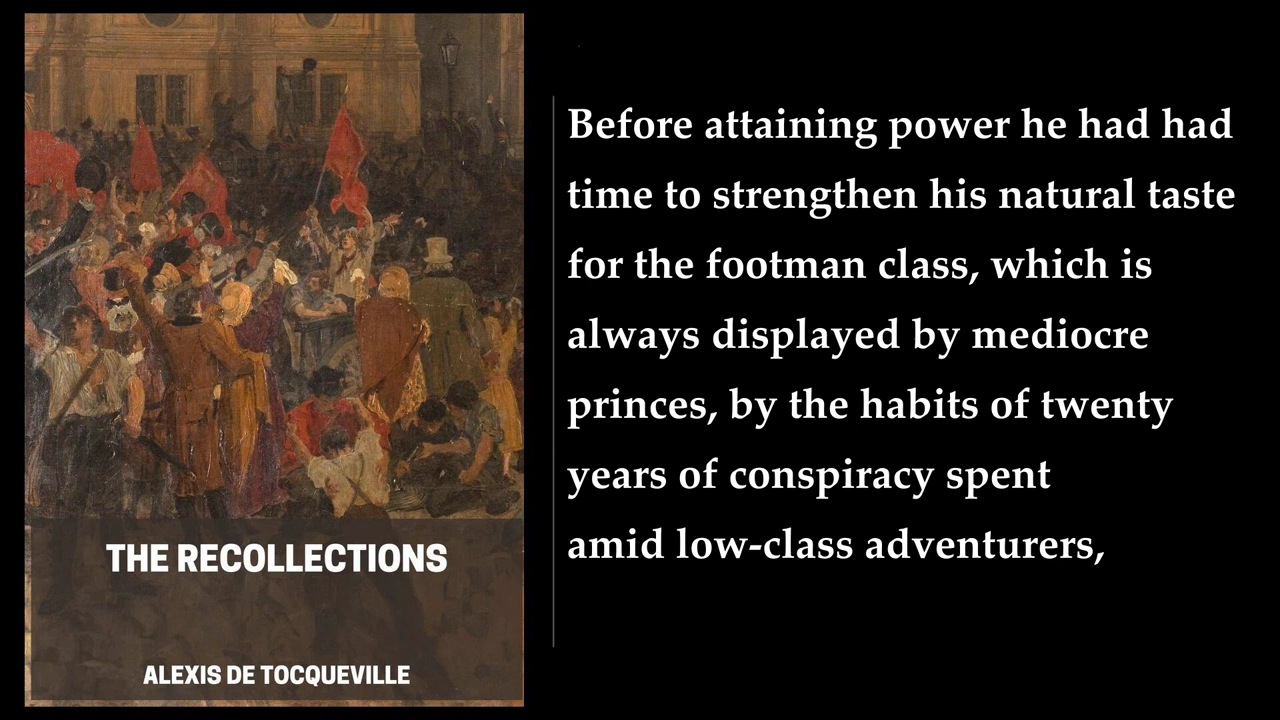 THE RECOLLECTIONS
ALEXIS DE TOCQUEVILLE
Before attaining power he had had
time to strengthen his natural taste
for the footman class, which is
always displayed by mediocre
princes, by the habits of twenty
years of conspiracy spent
amid low-class adventurers,